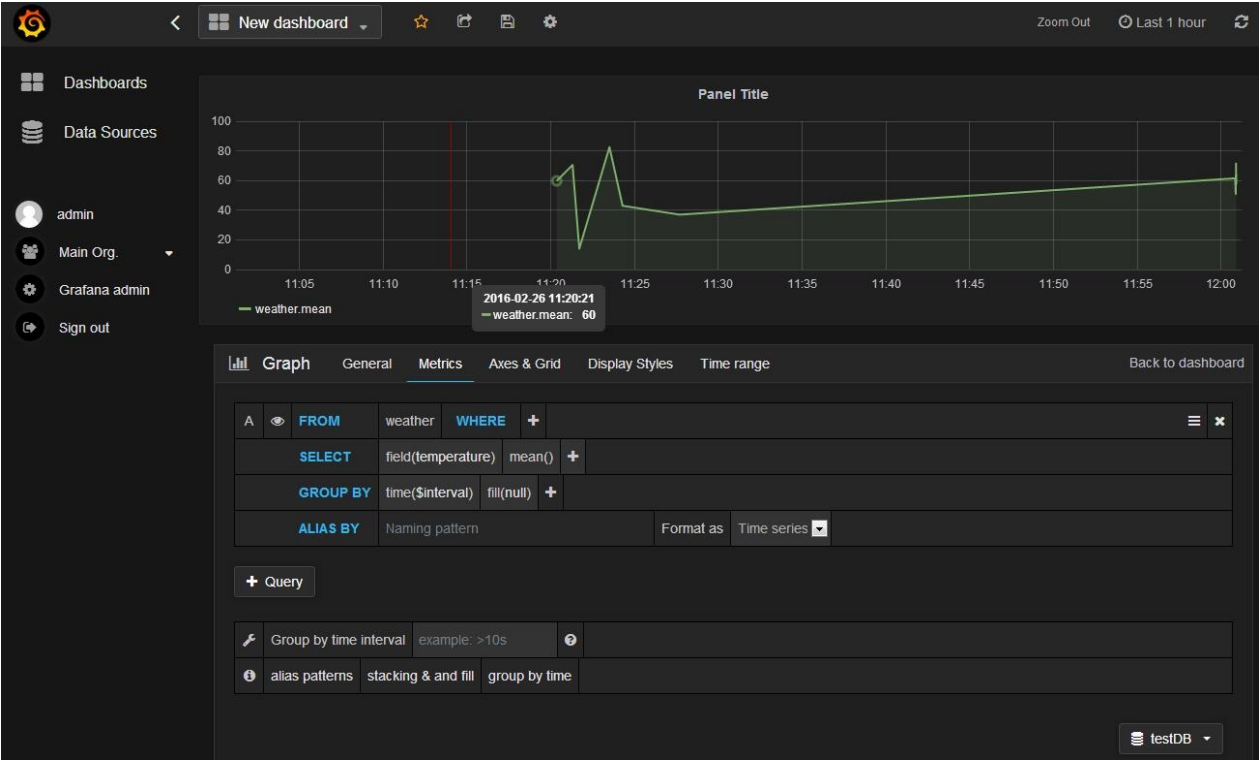 New dashboard
Zoom Out Last 1 hour
Dashboards
Data Sources
admin
Main Org.
Grafana admin
Sign out
Panel Title
100
80
60
40
20
0
11:05 11:10 11:15 11:20 11:25 11:30 11:35 11:40 11:45 11:50 11:55 12:00
weather.mean
2016-02-26 11:20:21
weather.mean: 60
Graph General Metrics Axes & Grid Display Styles Time range Back to dashboard
A FROM weather WHERE +
SELECT field(temperature) mean() +
GROUP BY time($interval) fill(null) +
ALIAS BY Naming pattern Format as Time series
+ Query
Group by time interval example: >10s
alias patterns stacking & and fill group by time
testDB